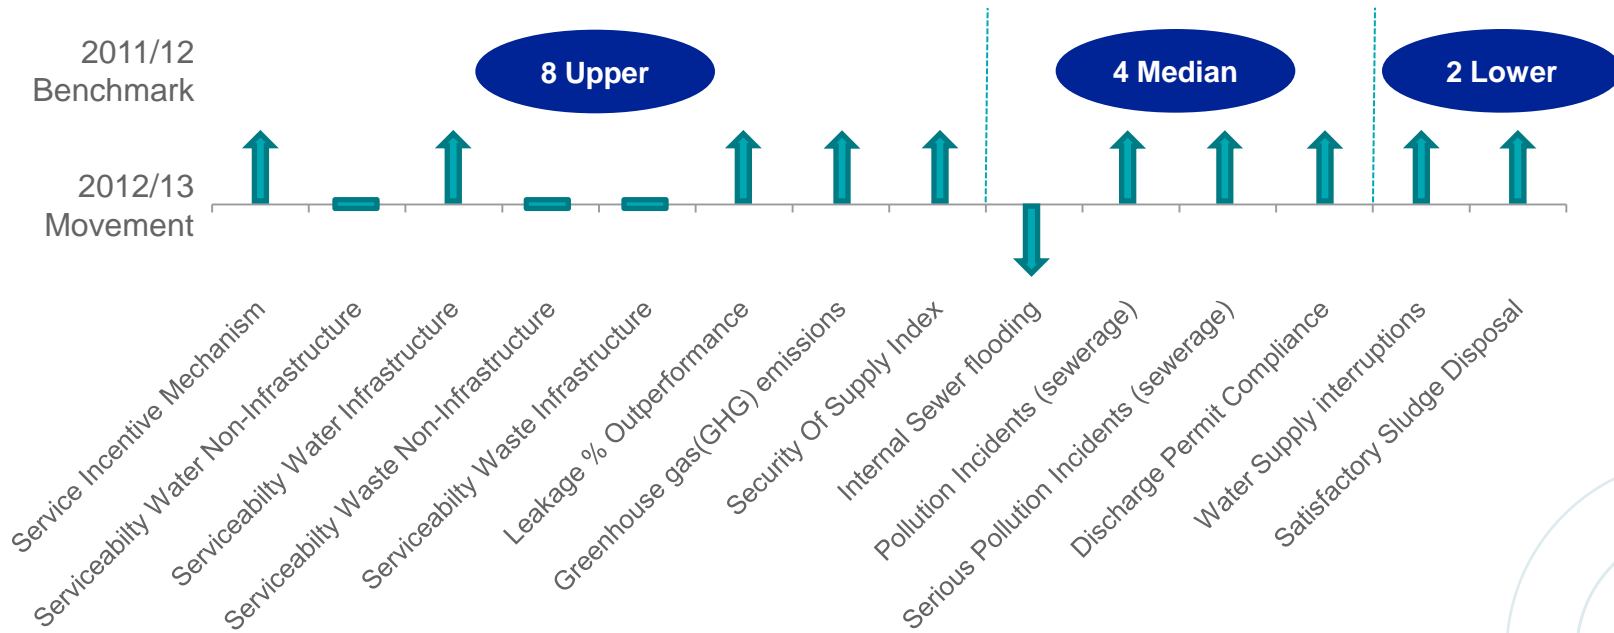 2011/12
Benchmark
8 Upper
4 Median
2 Lower
2012/13
Movement
Service Incentive Mechanism
Serviceabilty Water Non-Infrastructure
Serviceabilty Water Infrastructure
Serviceabilty Waste Non-Infrastructure
Serviceabilty Waste Infrastructure
Leakage % Outperformance
Greenhouse gas(GHG) emissions
Security Of Supply Index
Internal Sewer flooding
Pollution Incidents (sewerage)
Serious Pollution Incidents (sewerage)
Discharge Permit Compliance
Water Supply interruptions
Satisfactory Sludge Disposal